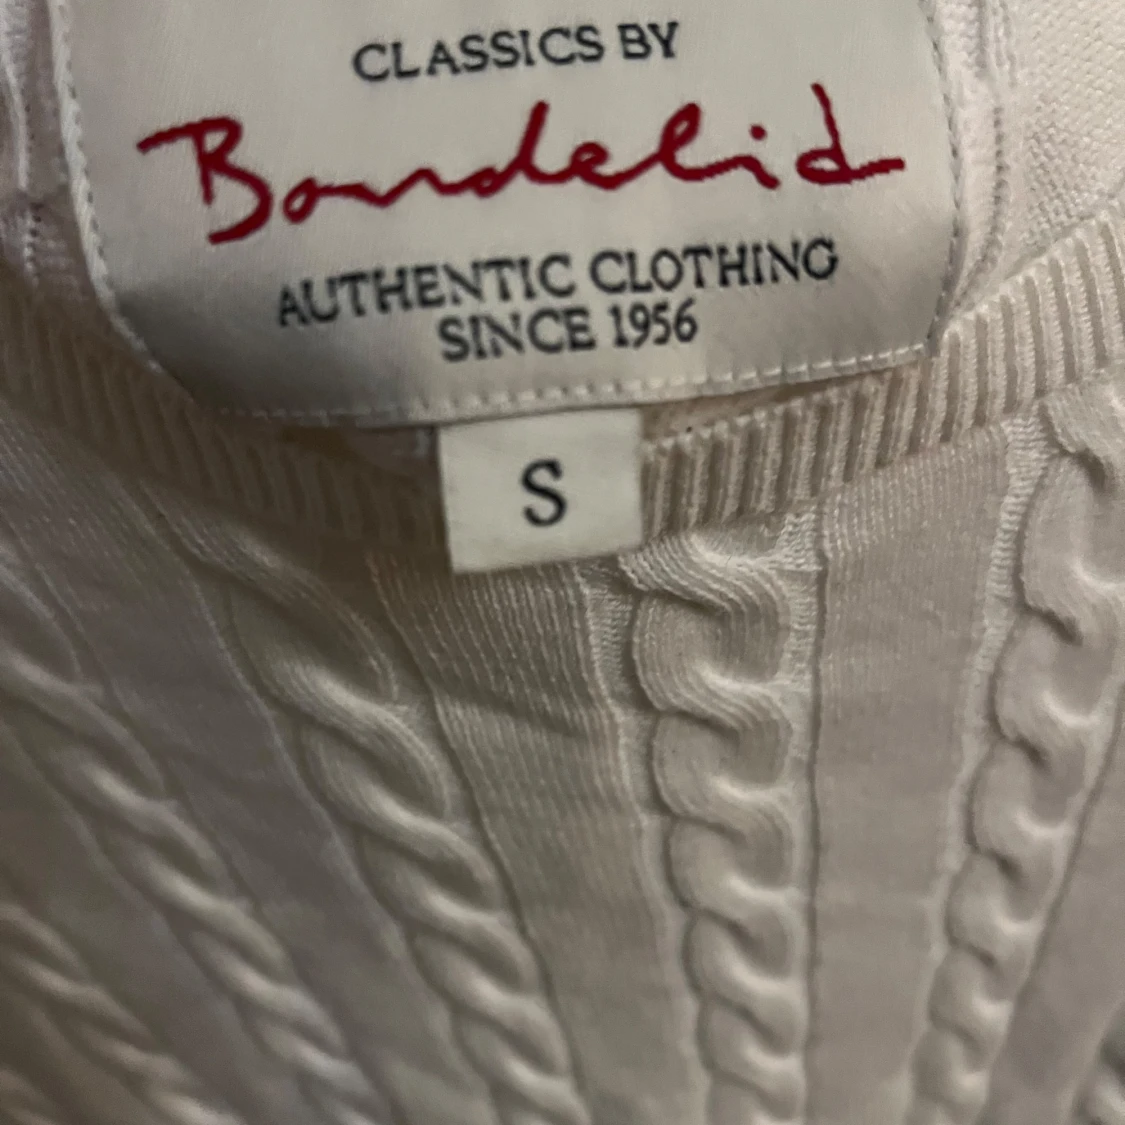 CLASSICS BY
Bondelid
AUTHENTIC CLOTHING
SINCE 1956
S